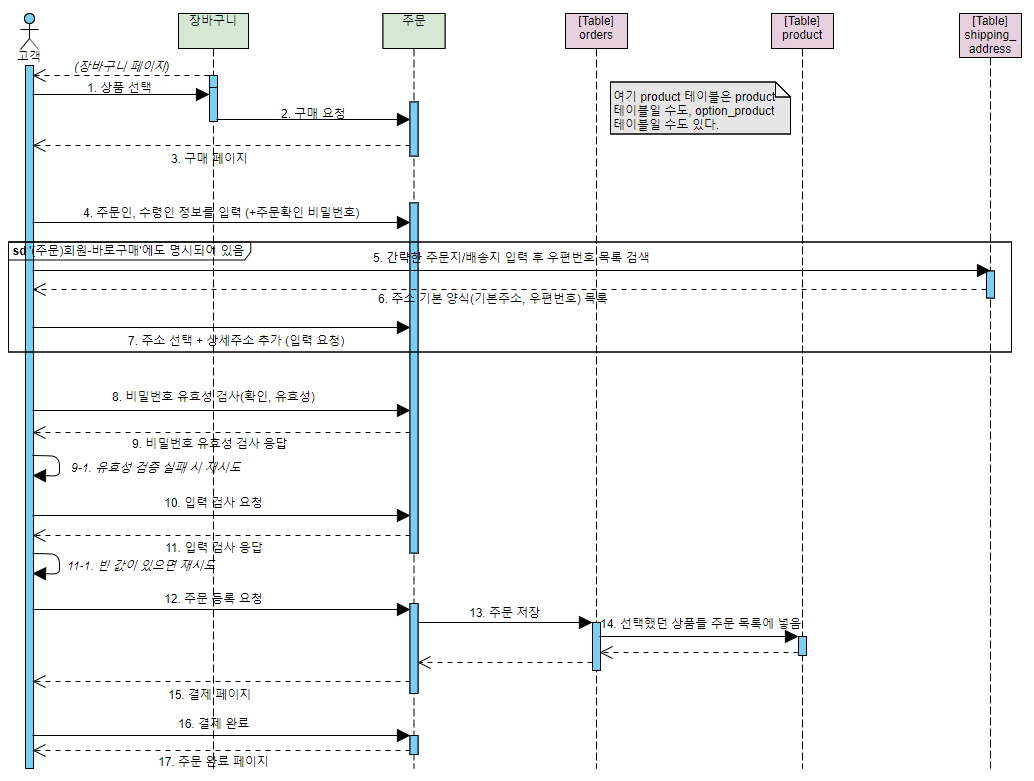 고객
장바구니
주문
[Table]
orders
[Table]
product
[Table]
shipping_
address
(장바구니 페이지)
1. 상품 선택
2. 구매 요청
여기 product 테이블은 product
테이블일 수도, option_product
테이블일 수도 있다.
3. 구매 페이지
4. 주문인, 수령인 정보를 입력 (+주문확인 비밀번호)
sd '(주문)회원-바로구매'에도 명시되어 있음
5. 간략한 주문지/배송지 입력 후 우편번호 목록 검색
6. 주소 기본 양식(기본주소, 우편번호) 목록
7. 주소 선택 + 상세주소 추가 (입력 요청)
8. 비밀번호 유효성 검사(확인, 유효성)
9. 비밀번호 유효성 검사 응답
9-1. 유효성 검증 실패 시 재시도
10. 입력 검사 요청
11. 입력 검사 응답
11-1. 빈 값이 있으면 재시도
12. 주문 등록 요청
13. 주문 저장
14. 선택했던 상품들 주문 목록에 넣음
15. 결제 페이지
16. 결제 완료
17. 주문 완료 페이지